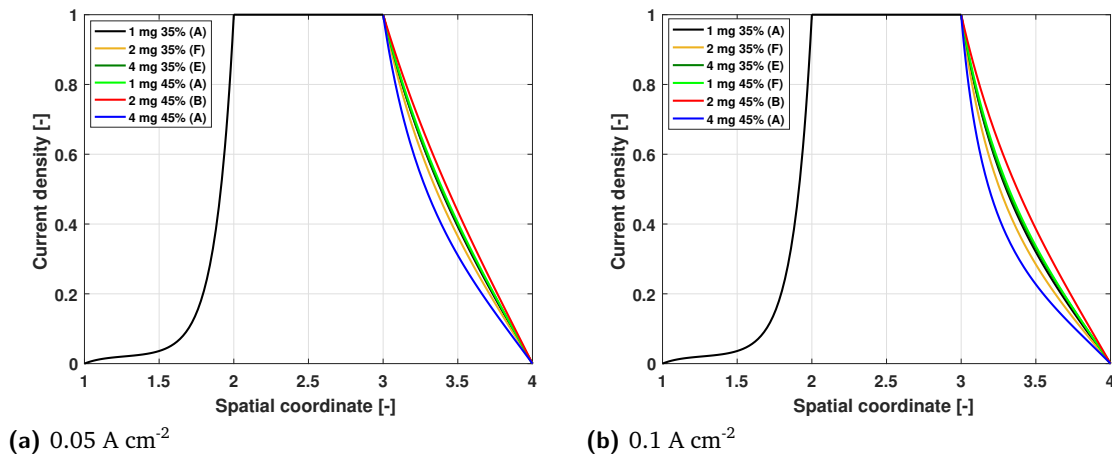 1
0.8
0.6
0.4
0.2
0
Current density [-]
1 mg 35% (A)
2 mg 35% (F)
4 mg 35% (E)
1 mg 45% (A)
2 mg 45% (B)
4 mg 45% (A)
1 1.5 2 2.5 3 3.5 4
Spatial coordinate [-]
(a) 0.05 A cm-2
1
0.8
0.6
0.4
0.2
0
Current density [-]
1 mg 35% (A)
2 mg 35% (F)
4 mg 35% (E)
1 mg 45% (F)
2 mg 45% (B)
4 mg 45% (A)
1 1.5 2 2.5 3 3.5 4
Spatial coordinate [-]
(b) 0.1 A cm-2